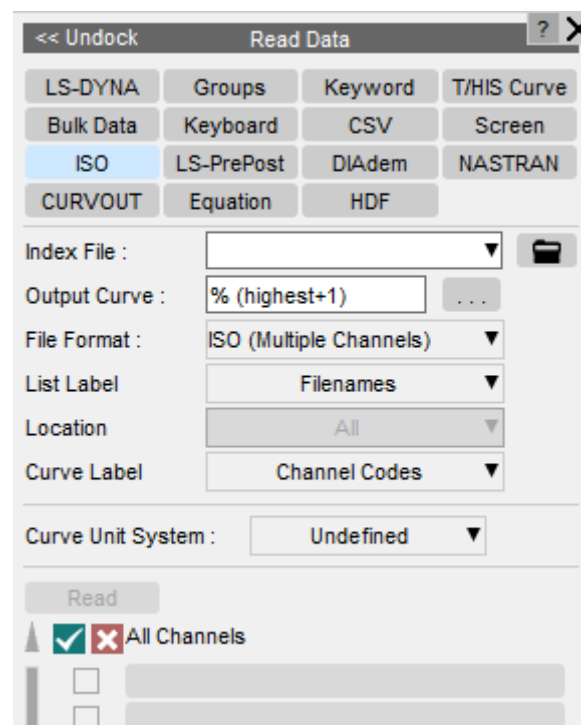 << Undock Read Data ? X
LS-DYNA Groups Keyword T/HIS Curve
Bulk Data Keyboard CSV Screen
ISO LS-PrePost DIAdem NASTRAN
CURVOUT Equation HDF
Index File :
Output Curve : % (highest+1) ...
File Format : ISO (Multiple Channels)
List Label Filenames
Location All
Curve Label Channel Codes
Curve Unit System : Undefined
Read
All Channels